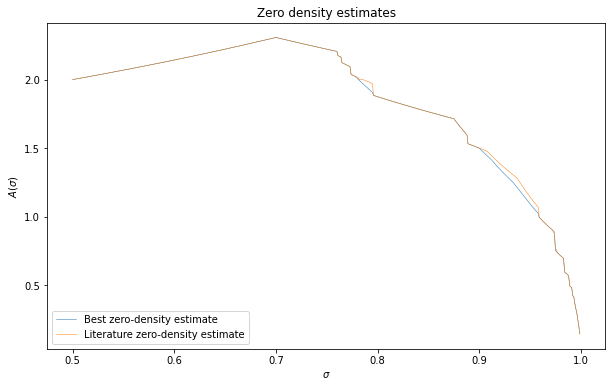 Zero density estimates
A(σ)
2.0
1.5
1.0
0.5
Best zero-density estimate
Literature zero-density estimate
0.5 0.6 0.7 0.8 0.9 1.0
σ